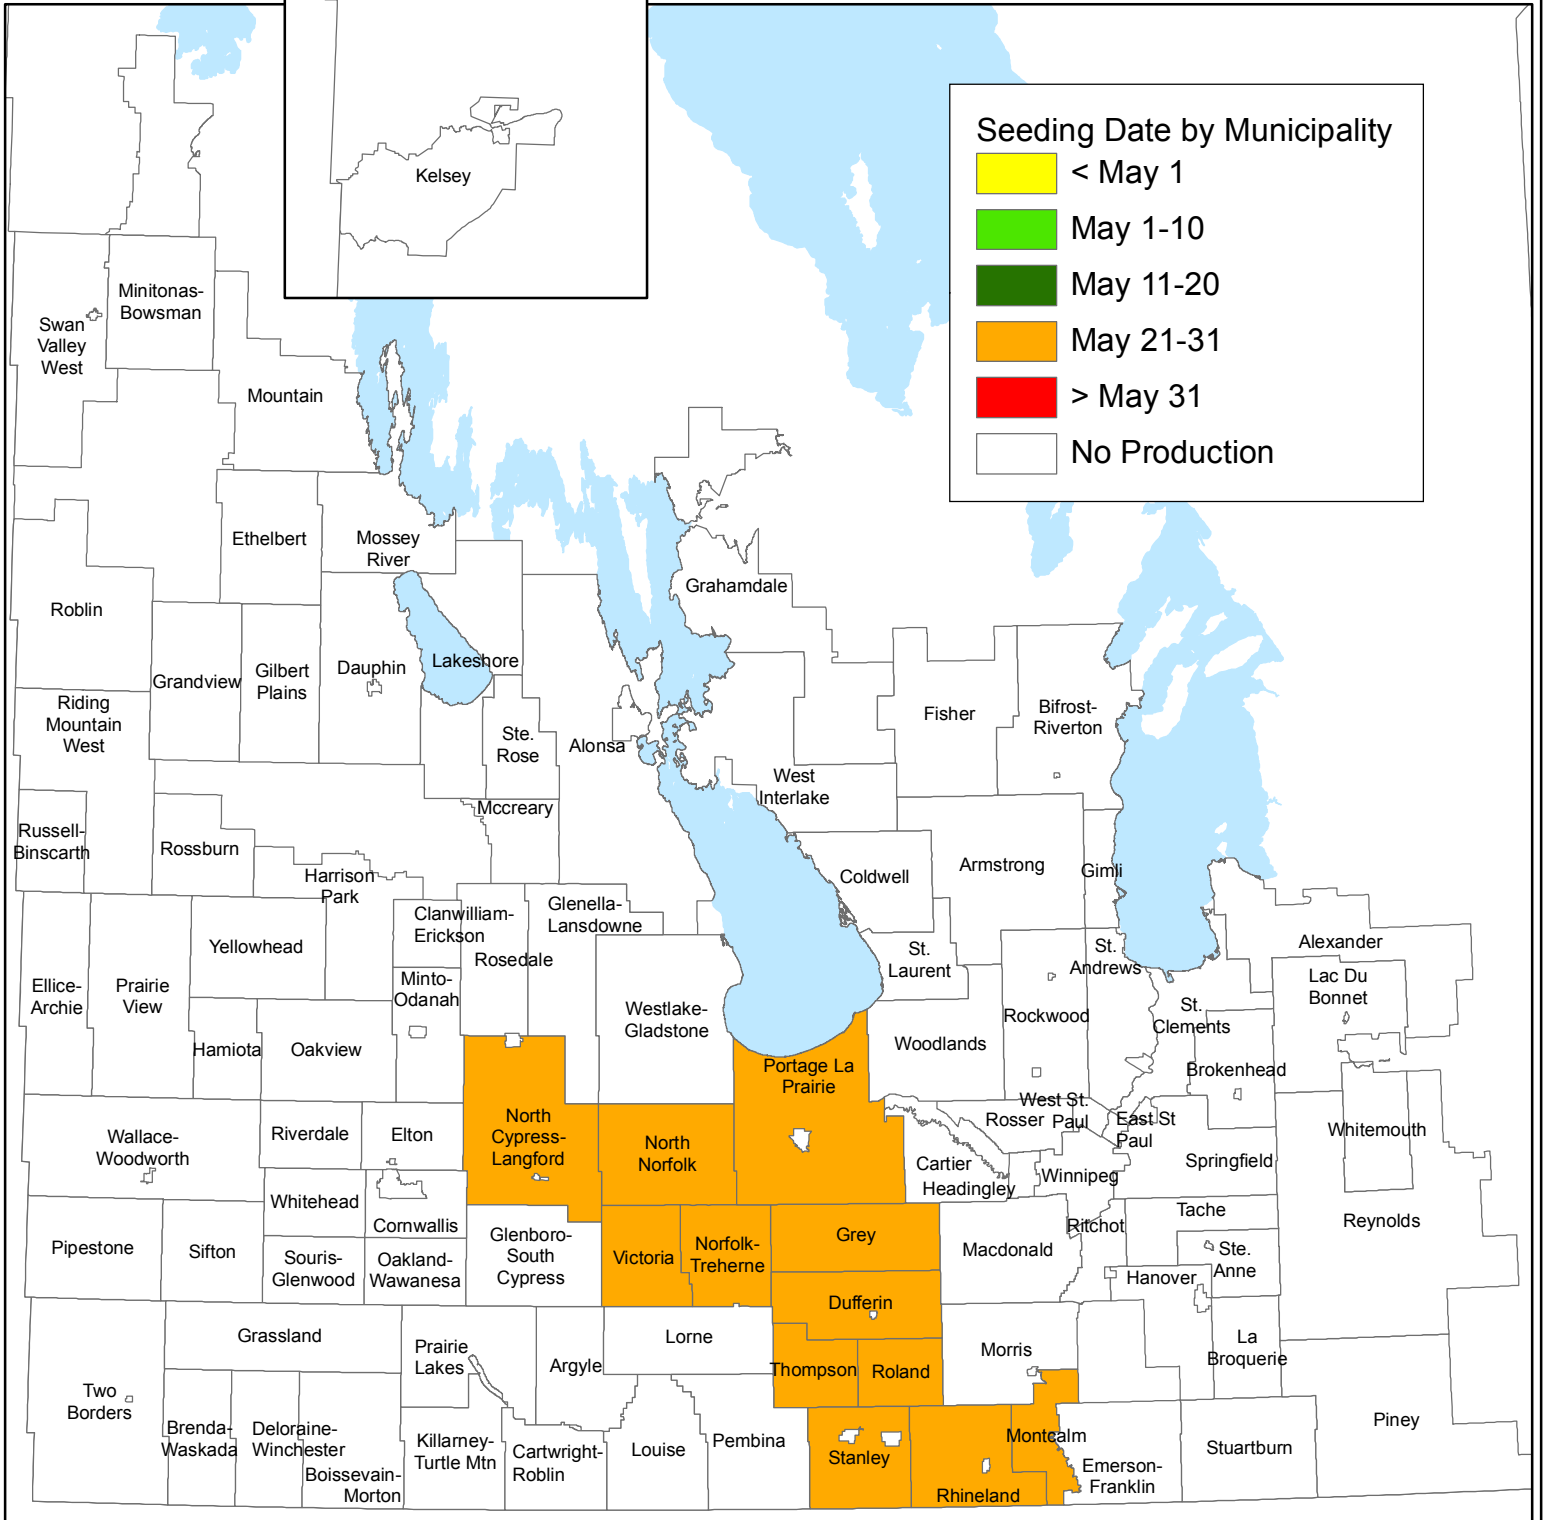 Kelsey
Seeding Date by Municipality
< May 1
May 1-10
May 11-20
May 21-31
> May 31
No Production
Minitonas-
Bowsman
Swan
Valley
West
Mountain
Ethelbert
Mossey
River
Grahamdale
Roblin
Grandview
Gilbert
Plains
Dauphin
Lakeshore
Riding
Mountain
West
Ste.
Rose
Alonsa
Fisher
Bifrost-
Riverton
West
Interlake
Mccreary
Russell-
Binscarth
Rossburn
Harrison
Park
Coldwell
Armstrong
Gimli
Clanwilliam-
Erickson
Glenella-
Lansdowne
Yellowhead
Rosedale
St.
Laurent
St.
Andrews
Alexander
Lac Du
Bonnet
Ellice-
Archie
Prairie
View
Minto-
Odanah
Westlake-
Gladstone
Rockwood
St.
Clements
Hamiota
Oakview
Woodlands
Portage La
Prairie
Brokenhead
Wallace-
Woodworth
Riverdale
Elton
North
Cypress-
Langford
North
Norfolk
Rosser
West St.
Paul
East St
Paul
Whitemouth
Cartier
Headingley
Winnipeg
Springfield
Whitehead
Cornwallis
Ritchot
Tache
Reynolds
Pipestone
Sifton
Souris-
Glenwood
Oakland-
Wawanesa
Glenboro-
South
Cypress
Victoria
Norfolk-
Treherne
Grey
Macdonald
Ste.
Anne
Hanover
Dufferin
Grassland
Prairie
Lakes
Argyle
Lorne
Thompson
Roland
Morris
La
Broquerie
Two
Borders
Brenda-
Waskada
Deloraine-
Winchester
Boissevain-
Morton
Killarney-
Turtle Mtn
Cartwright-
Roblin
Louise
Pembina
Stanley
Rhineland
Montcalm
Emerson-
Franklin
Stuartburn
Piney